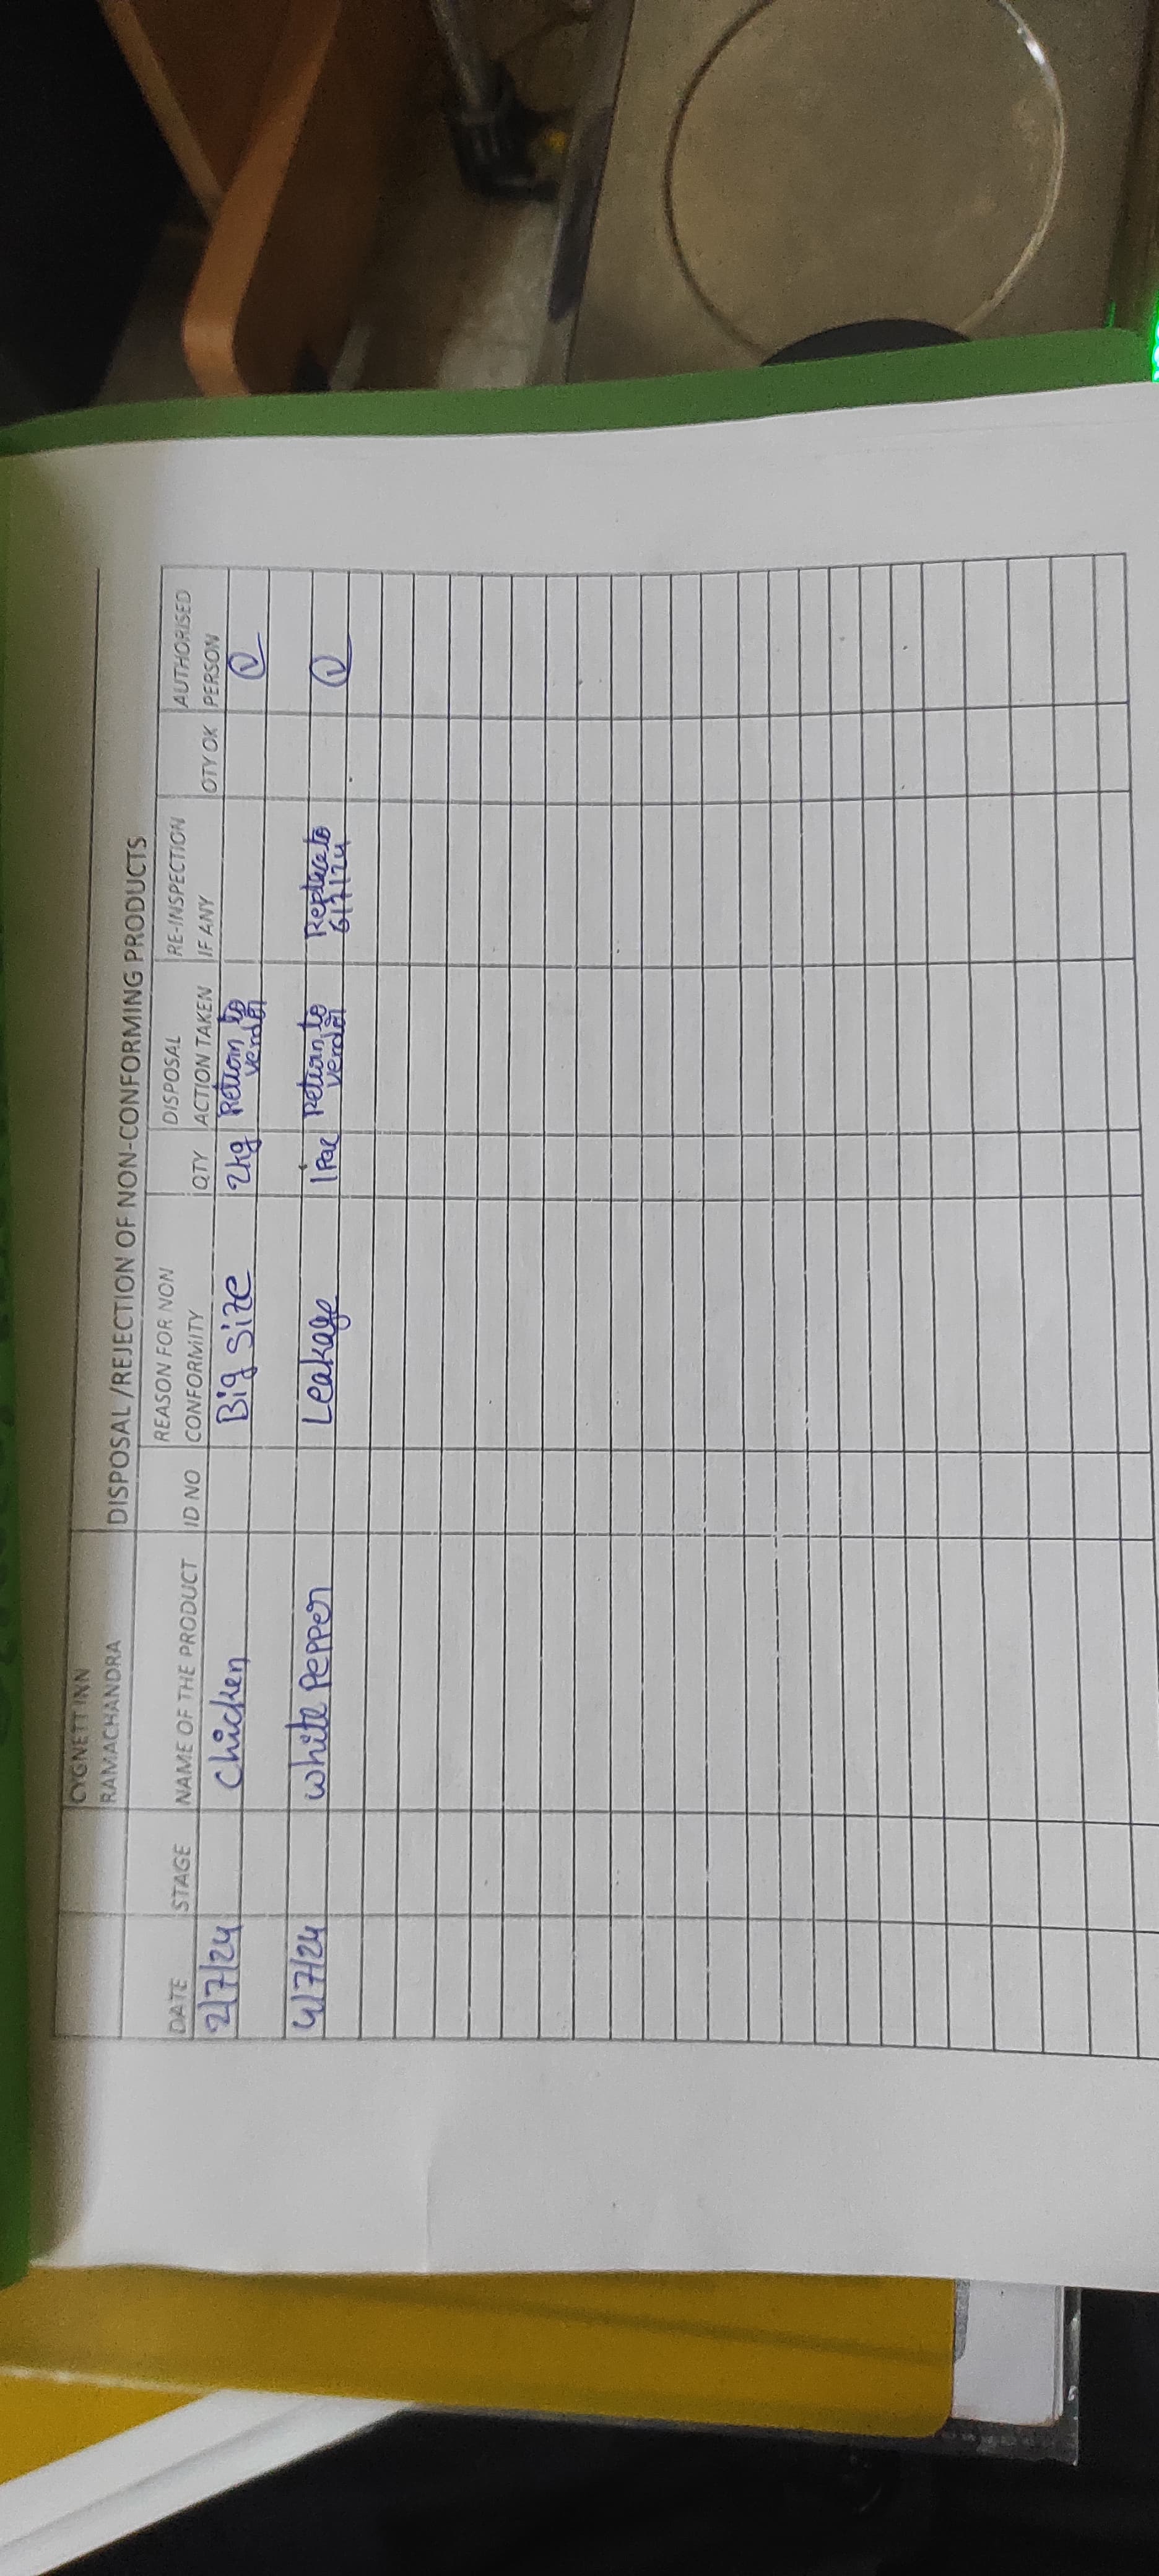 CYGNETT INN
RAMACHANDRA
DISPOSAL /REJECTION OF NON-CONFORMING PRODUCTS
DATE STAGE NAME OF THE PRODUCT ID NO REASON FOR NON CONFORMITY QTY DISPOSAL ACTION TAKEN RE-INSPECTION IF ANY QTY OK AUTHORISED PERSON
2/7/24 Chicken Big Size 2kg Return to vendor
4/7/24 White Pepper Leakage 1 Pac Return to vendor Replace to 6/7/24